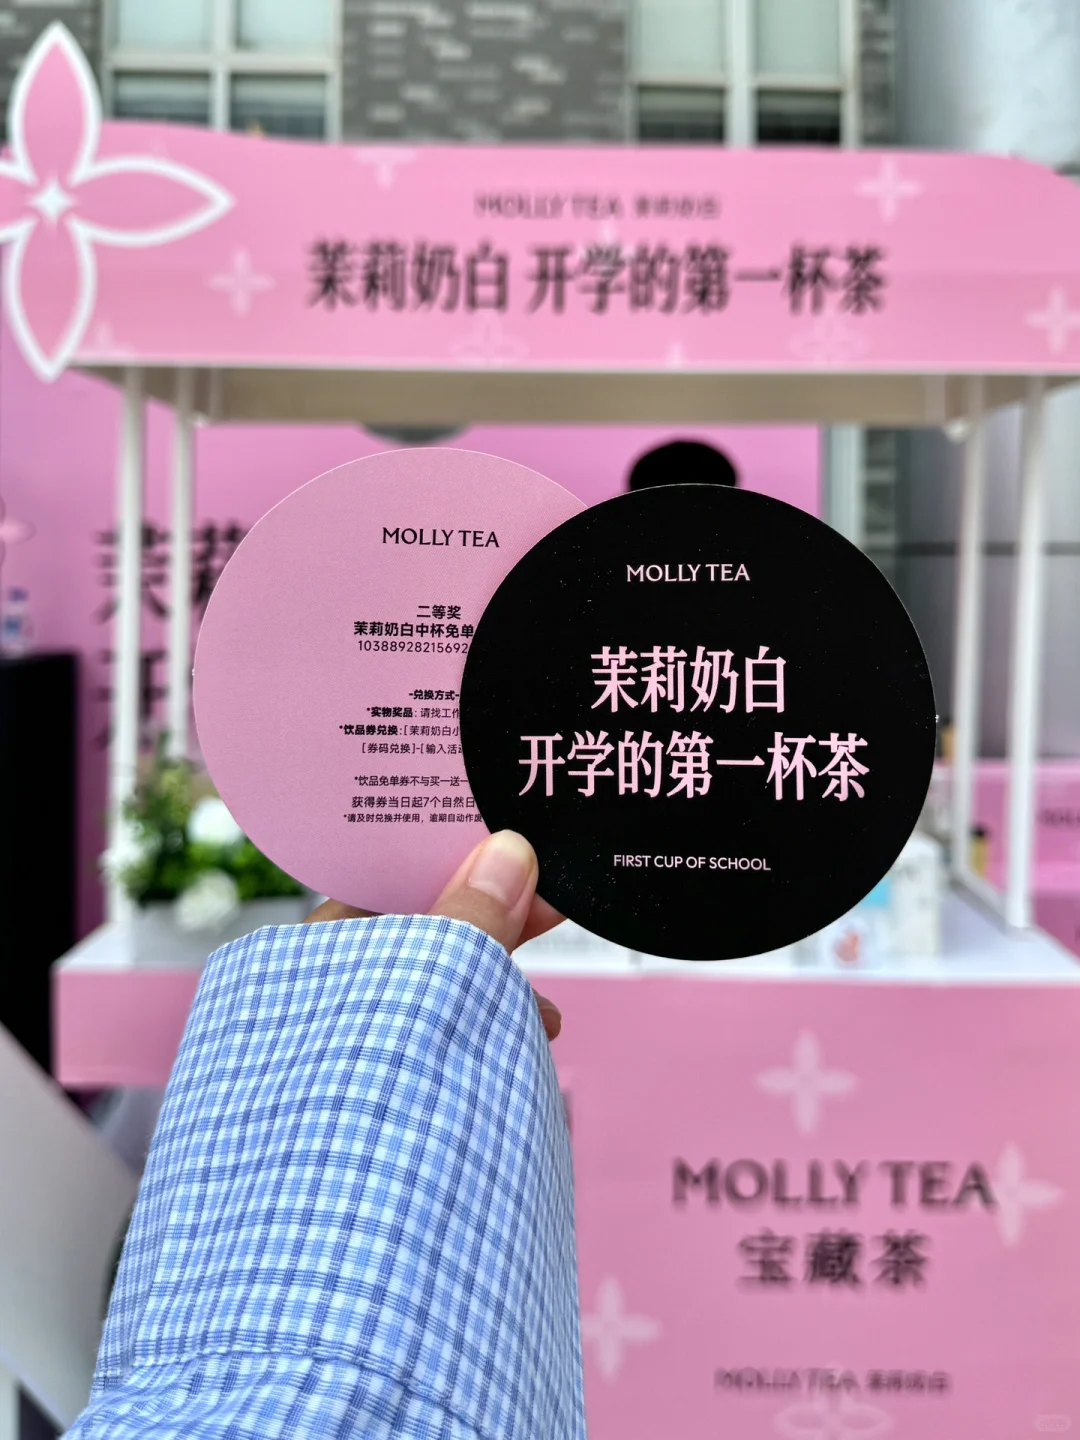 MOLLY TEA 茉莉奶白
茉莉奶白 开学的第一杯茶
MOLLY TEA
二等奖
茉莉奶白中杯免单
10388928215692
-兑换方式-
*实物奖品：请找工作
*饮品券兑换：[茉莉奶白小
[券码兑换]-[输入活动
*饮品免单券不与买一送一
获得券当日起7个自然日
*请及时兑换并使用，逾期自动作废
MOLLY TEA
茉莉奶白
开学的第一杯茶
FIRST CUP OF SCHOOL
MOLLY TEA
宝藏茶
MOLLY TEA 茉莉奶白